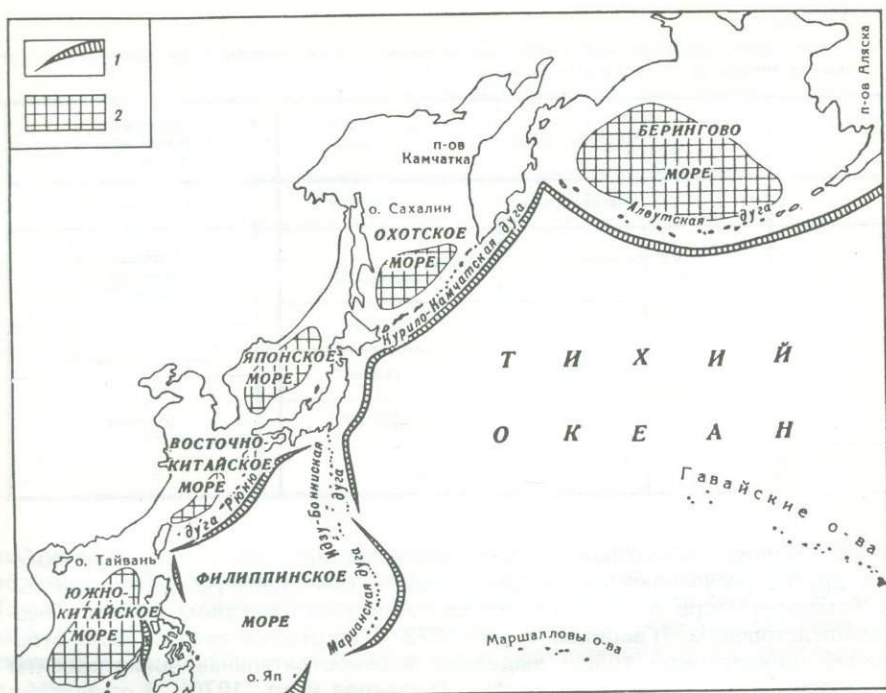 1
2
п-ов Аляска
БЕРИНГОВО
МОРЕ
Алеутская дуга
п-ов
Камчатка
о. Сахалин
ОХОТСКОЕ
МОРЕ
Курило-Камчатская дуга
ЯПОНСКОЕ
МОРЕ
ТИХИЙ
ОКЕАН
ВОСТОЧНО-
КИТАЙСКОЕ
МОРЕ
дуга Рюкю
Идзу-Бонинская дуга
Гавайские о-ва
о. Тайвань
ЮЖНО-
КИТАЙСКОЕ
МОРЕ
ФИЛИППИНСКОЕ
МОРЕ
Марианская дуга
Маршалловы о-ва
о. Яп